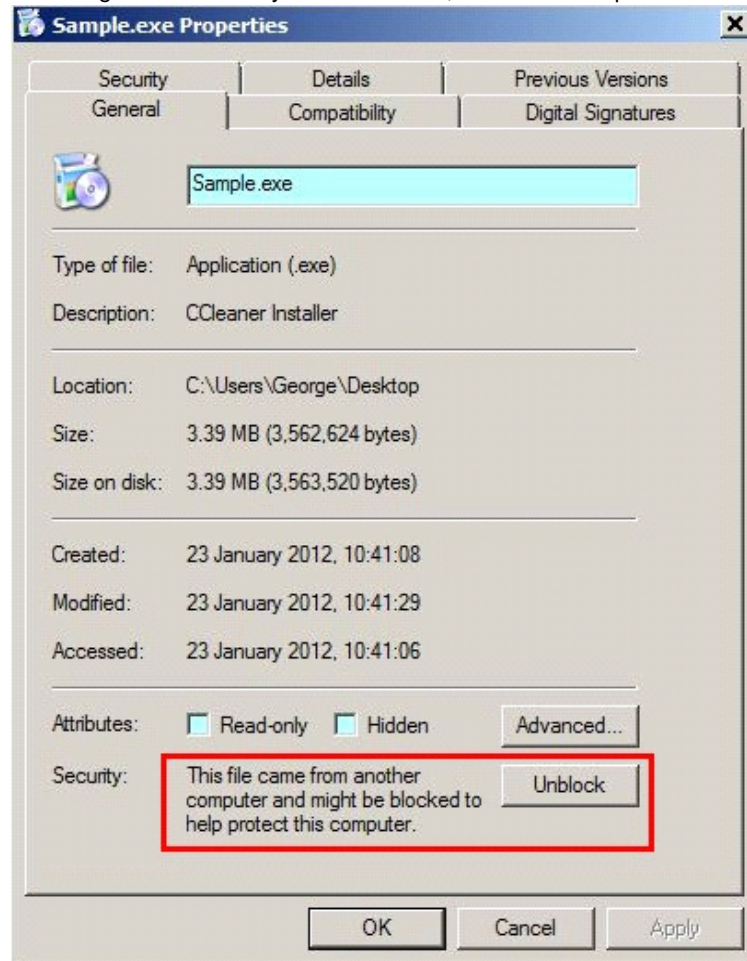 Sample.exe Properties
Security Details Previous Versions
General Compatibility Digital Signatures
Sample.exe
Type of file: Application (.exe)
Description: CCleaner Installer
Location: C:\Users\George\Desktop
Size: 3.39 MB (3,562,624 bytes)
Size on disk: 3.39 MB (3,563,520 bytes)
Created: 23 January 2012, 10:41:08
Modified: 23 January 2012, 10:41:29
Accessed: 23 January 2012, 10:41:06
Attributes: Read-only Hidden Advanced...
Security: This file came from another
computer and might be blocked to
help protect this computer.
Unblock
OK Cancel Apply